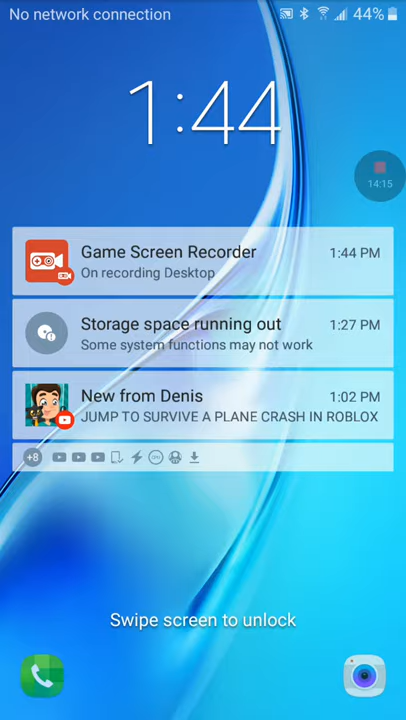 No network connection 44%
1:44
14:15
Game Screen Recorder 1:44 PM
On recording Desktop
Storage space running out 1:27 PM
Some system functions may not work
New from Denis 1:02 PM
JUMP TO SURVIVE A PLANE CRASH IN ROBLOX
+8
Swipe screen to unlock